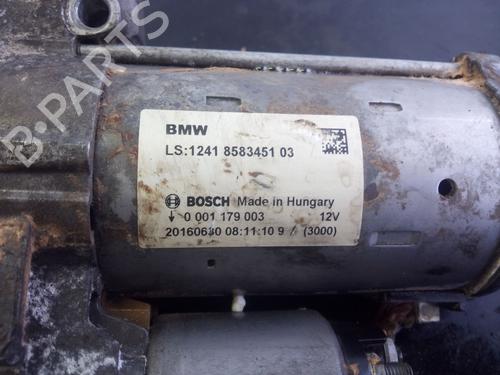 B-PARTS
BMW
LS:1241 8583451 03
BOSCH Made in Hungary
0 001 179 003 12V
20160630 08:11:10 9 / (3000)